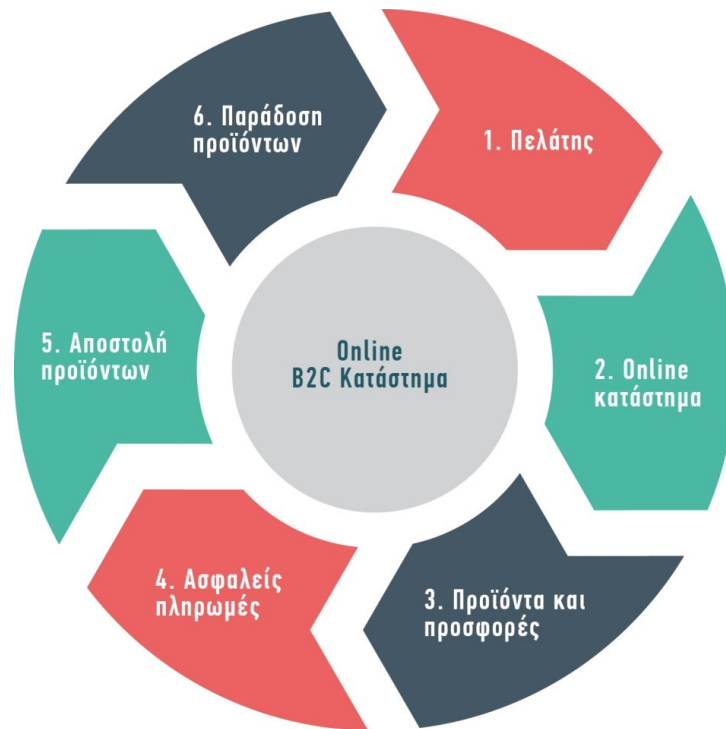 Online
B2C Κατάστημα
1. Πελάτης
2. Online
κατάστημα
3. Προϊόντα και
προσφορές
4. Ασφαλείς
πληρωμές
5. Αποστολή
προϊόντων
6. Παράδοση
προϊόντων